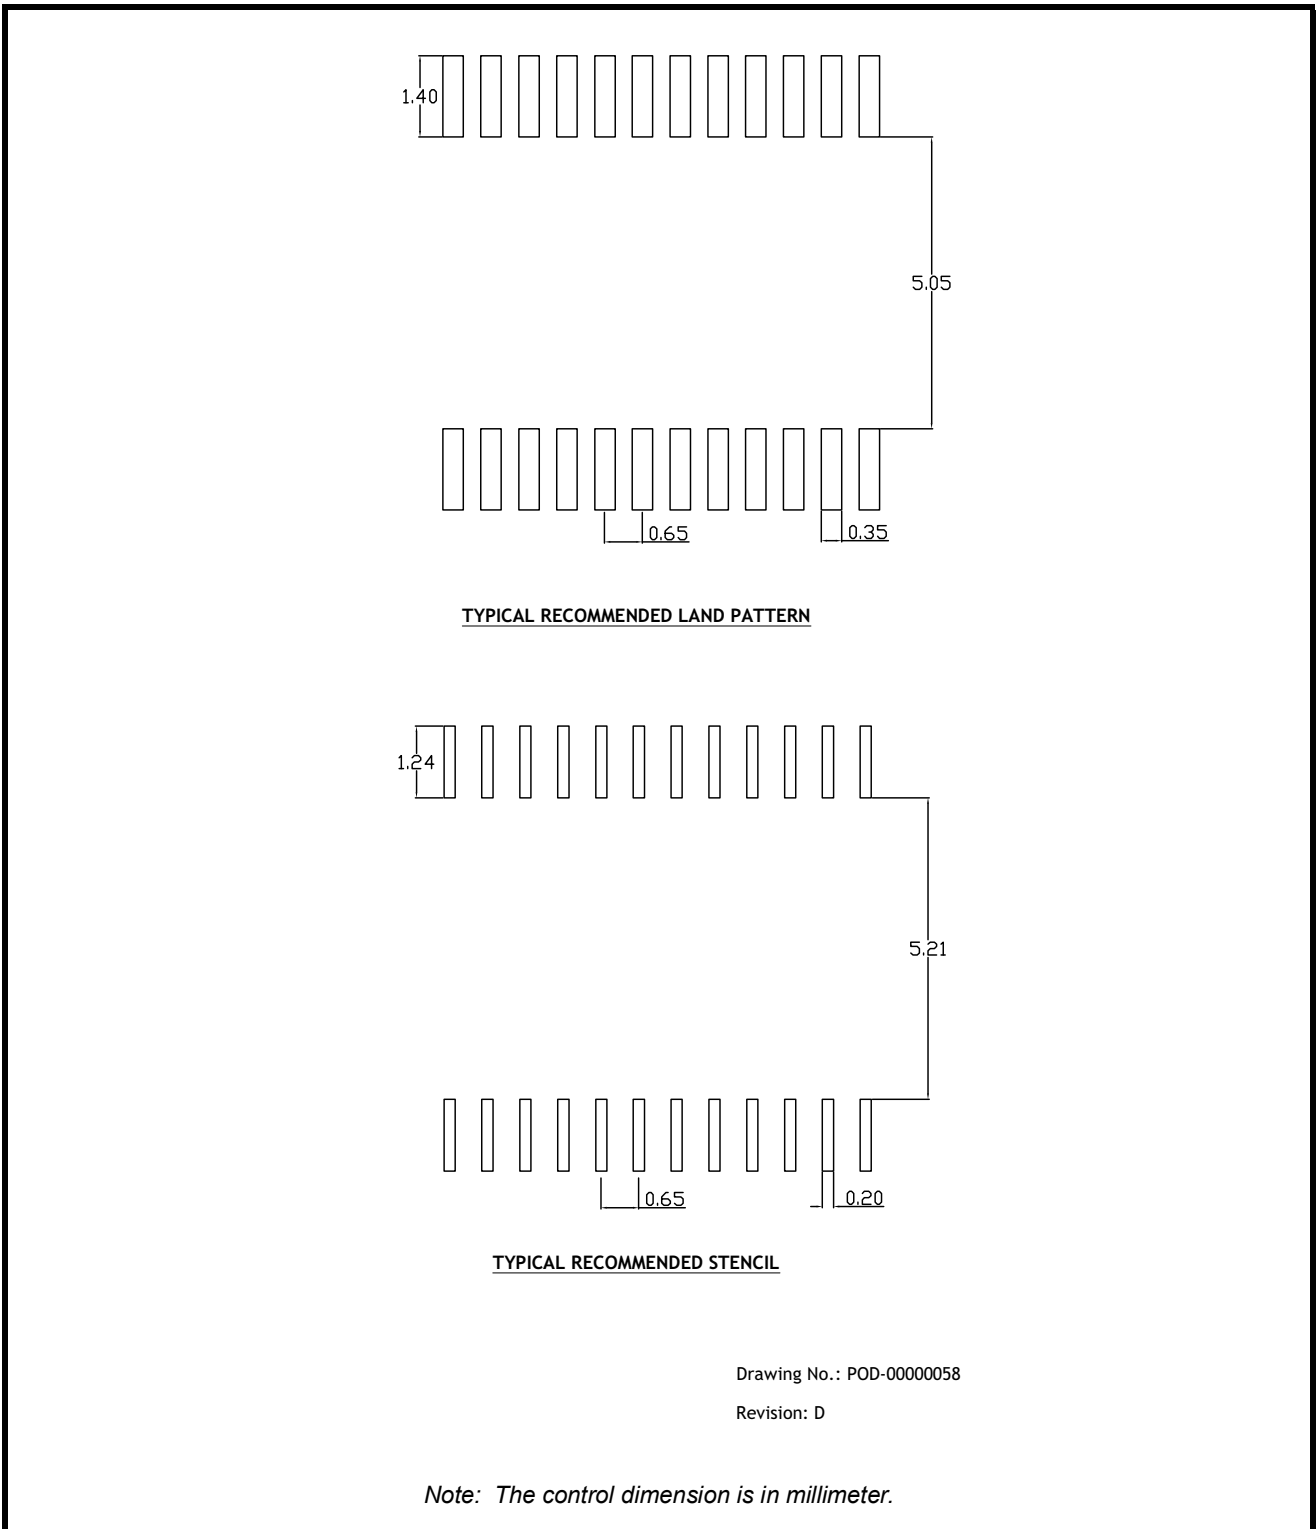 1.40
5.05
0.65
0.35
TYPICAL RECOMMENDED LAND PATTERN
1.24
5.21
0.65
0.20
TYPICAL RECOMMENDED STENCIL
Drawing No.: POD-00000058
Revision: D
Note: The control dimension is in millimeter.